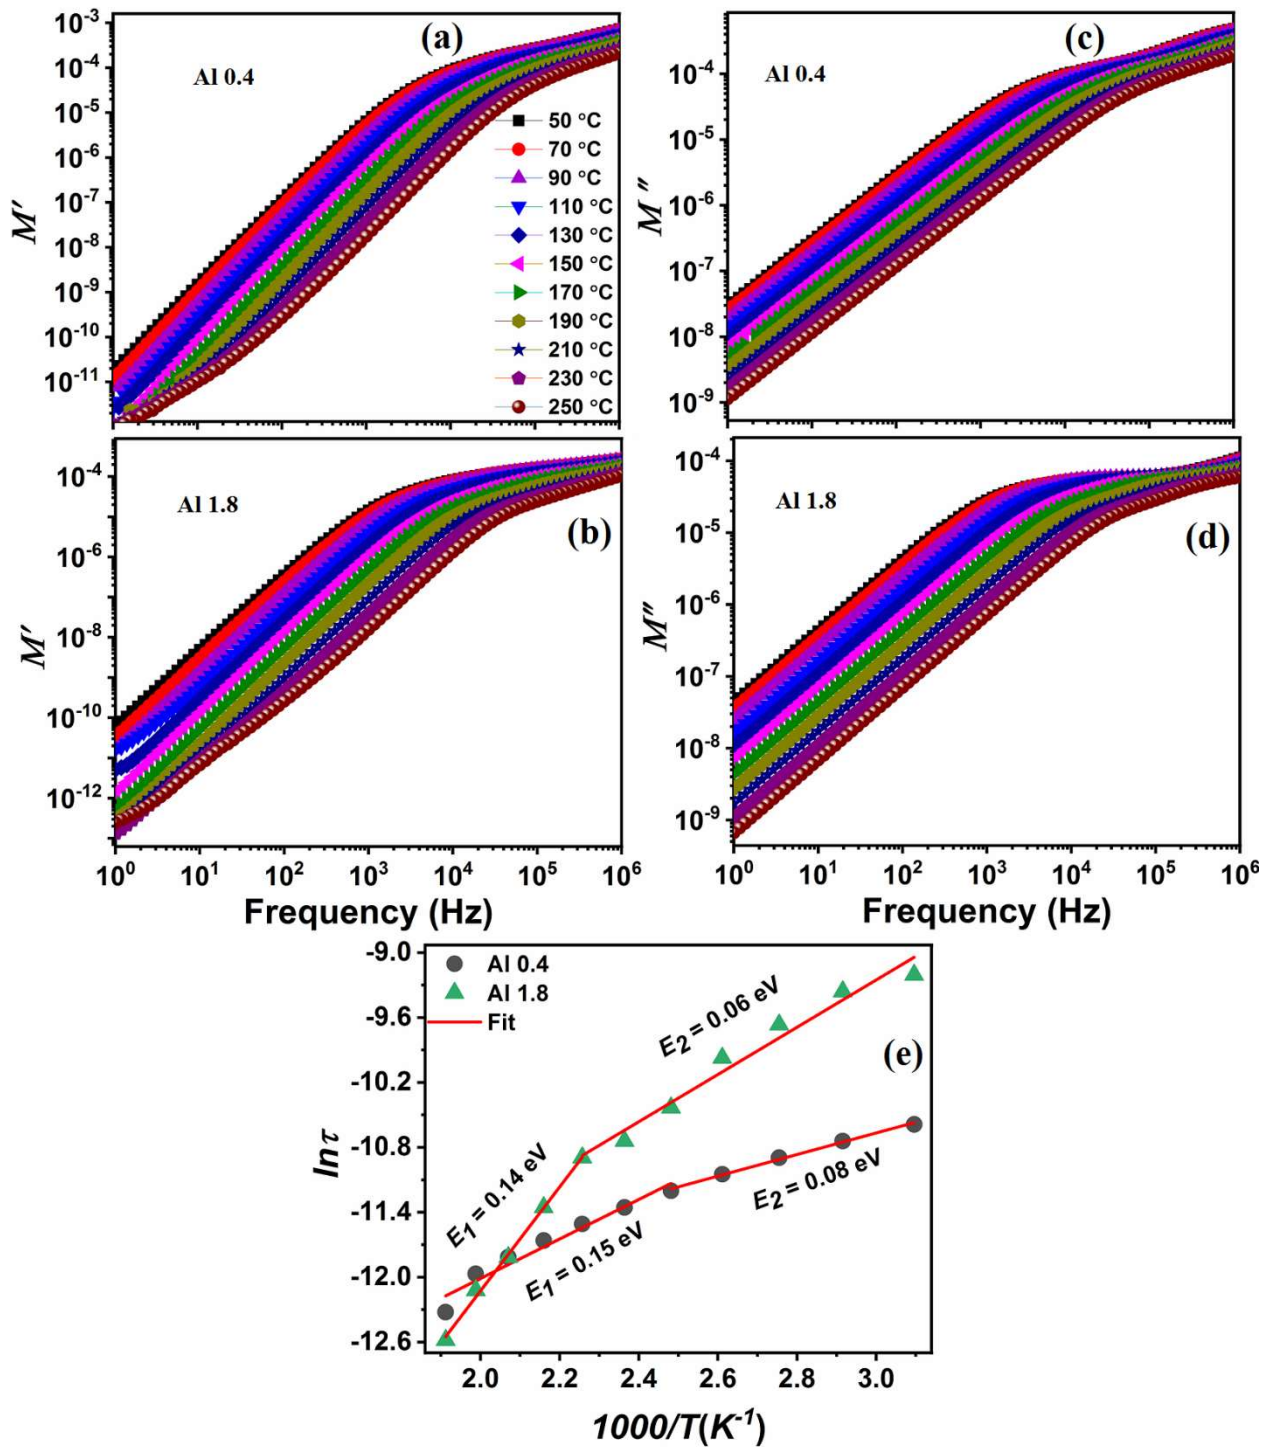 (a)
Al 0.4
M′
10⁻³
10⁻⁴
10⁻⁵
10⁻⁶
10⁻⁷
10⁻⁸
10⁻⁹
10⁻¹⁰
10⁻¹¹
50 °C
70 °C
90 °C
110 °C
130 °C
150 °C
170 °C
190 °C
210 °C
230 °C
250 °C
(c)
Al 0.4
M″
10⁻⁴
10⁻⁵
10⁻⁶
10⁻⁷
10⁻⁸
10⁻⁹
Al 1.8
(b)
M′
10⁻⁴
10⁻⁶
10⁻⁸
10⁻¹⁰
10⁻¹²
10⁰ 10¹ 10² 10³ 10⁴ 10⁵ 10⁶
Frequency (Hz)
Al 1.8
(d)
M″
10⁻⁴
10⁻⁵
10⁻⁶
10⁻⁷
10⁻⁸
10⁻⁹
10⁰ 10¹ 10² 10³ 10⁴ 10⁵ 10⁶
Frequency (Hz)
Al 0.4
Al 1.8
Fit
(e)
E₂ = 0.06 eV
E₁ = 0.14 eV
E₂ = 0.08 eV
E₁ = 0.15 eV
lnτ
-9.0
-9.6
-10.2
-10.8
-11.4
-12.0
-12.6
2.0 2.2 2.4 2.6 2.8 3.0
1000/T(K⁻¹)